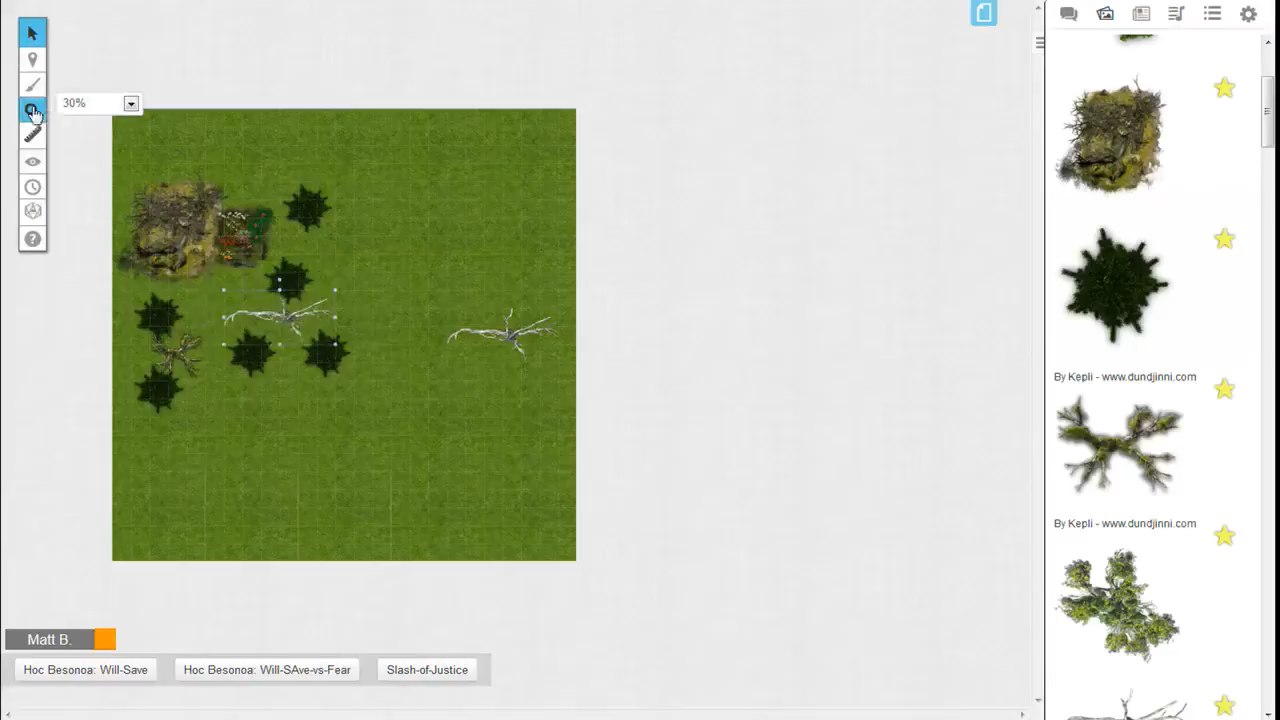 30%
By Kepli - www.dundjinni.com
By Kepli - www.dundjinni.com
Matt B.
Hoc Besonoa: Will-Save
Hoc Besonoa: Will-SAve-vs-Fear
Slash-of-Justice